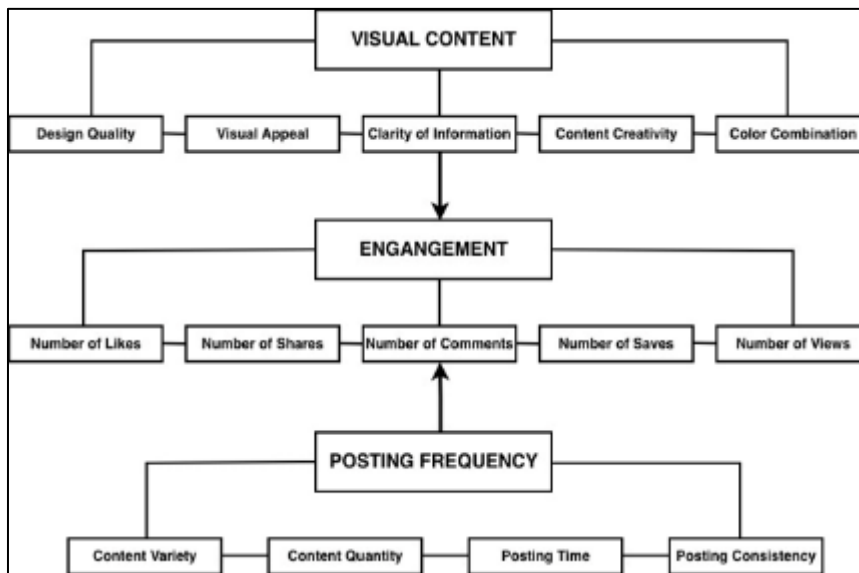 VISUAL CONTENT
Design Quality
Visual Appeal
Clarity of Information
Content Creativity
Color Combination
ENGANGEMENT
Number of Likes
Number of Shares
Number of Comments
Number of Saves
Number of Views
POSTING FREQUENCY
Content Variety
Content Quantity
Posting Time
Posting Consistency